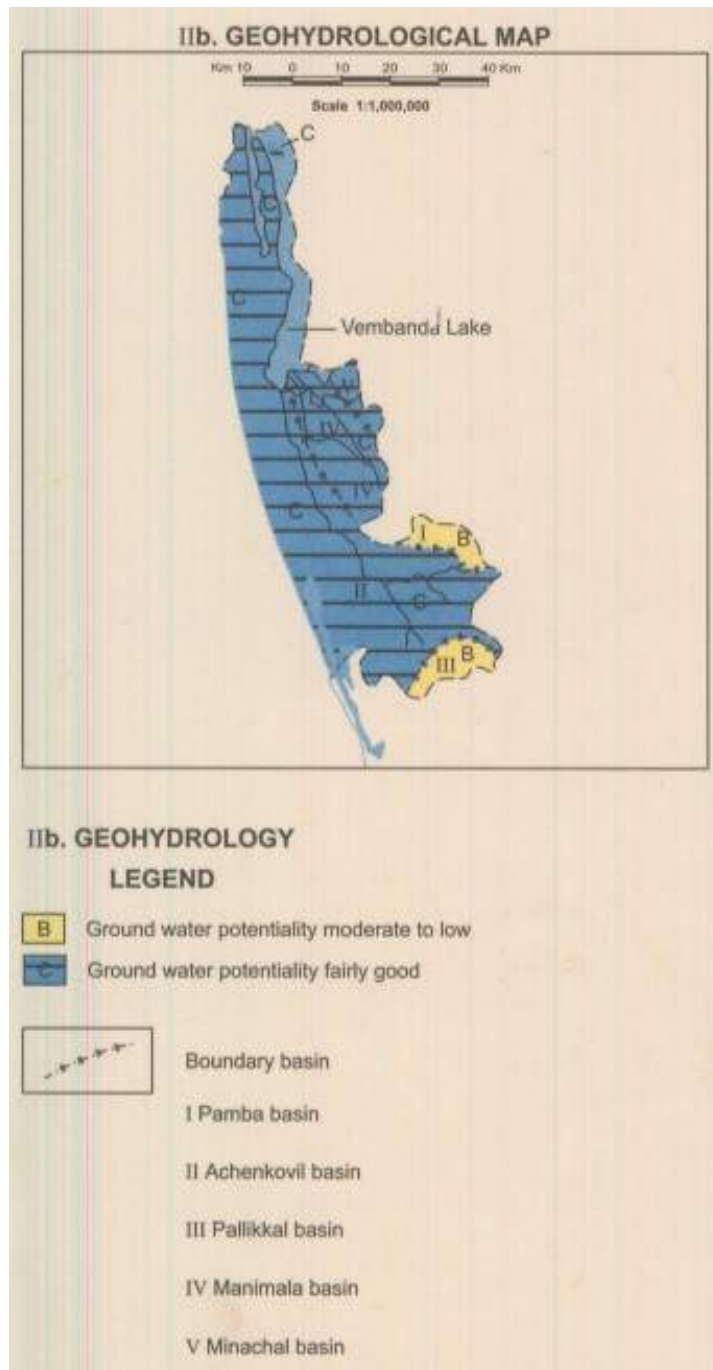 IIb. GEOHYDROLOGICAL MAP
Km 10 0 10 20 30 40 Km
Scale 1:1,000,000
C
C
C
Vemband Lake
V
IV
C
IV
C
I B
II
C
III B
IIb. GEOHYDROLOGY
LEGEND
B Ground water potentiality moderate to low
C Ground water potentiality fairly good
Boundary basin
I Pamba basin
II Achenkovil basin
III Pallikkal basin
IV Manimala basin
V Minachal basin